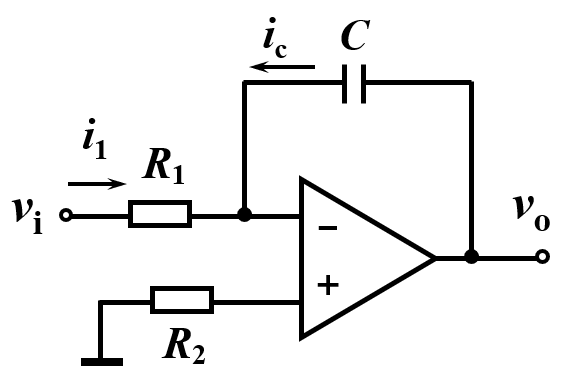 i_c C
i_1 R_1
v_i v_o
−
+
R_2